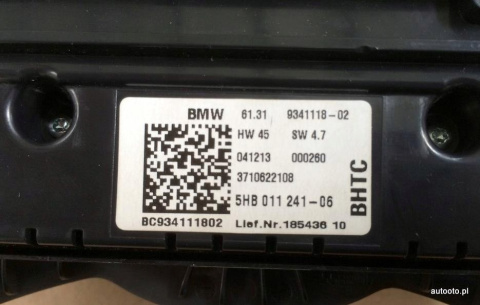 BMW 61.31 9341118-02
HW 45 SW 4.7
041213 000260
3710622108
5HB 011 241-06
BC934111802 Lief.Nr.185436 10
BHTC
autooto.pl